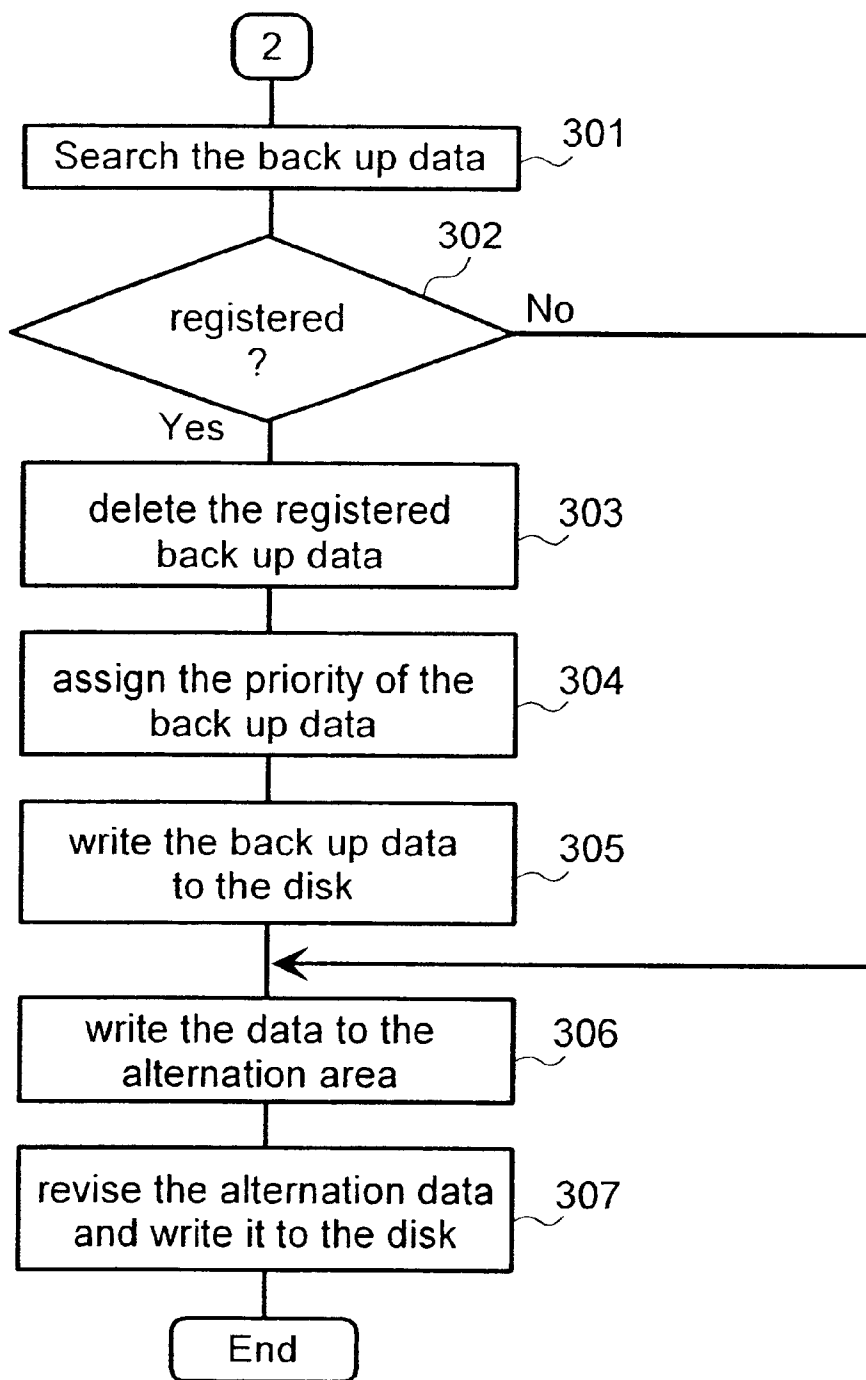 2
Search the back up data
301
302
registered
?
No
Yes
delete the registered
back up data
303
assign the priority of the
back up data
304
write the back up data
to the disk
305
write the data to the
alternation area
306
revise the alternation data
and write it to the disk
307
End